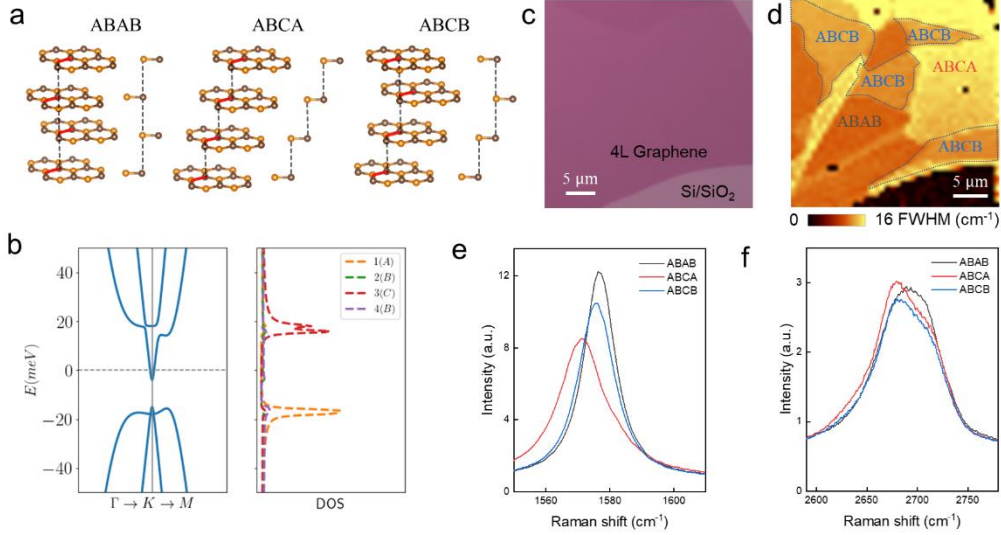 a
ABAB
ABCA
ABCB
b
E(meV)
40
20
0
−20
−40
Γ → K → M
1(A)
2(B)
3(C)
4(B)
DOS
c
4L Graphene
5 μm
Si/SiO₂
d
ABCB
ABCB
ABCA
ABCB
ABAB
ABCB
5 μm
0
16 FWHM (cm⁻¹)
e
Intensity (a.u.)
12
8
4
0
ABAB
ABCA
ABCB
1560
1580
1600
Raman shift (cm⁻¹)
f
Intensity (a.u.)
3
2
1
0
ABAB
ABCA
ABCB
2590
2650
2700
2750
Raman shift (cm⁻¹)